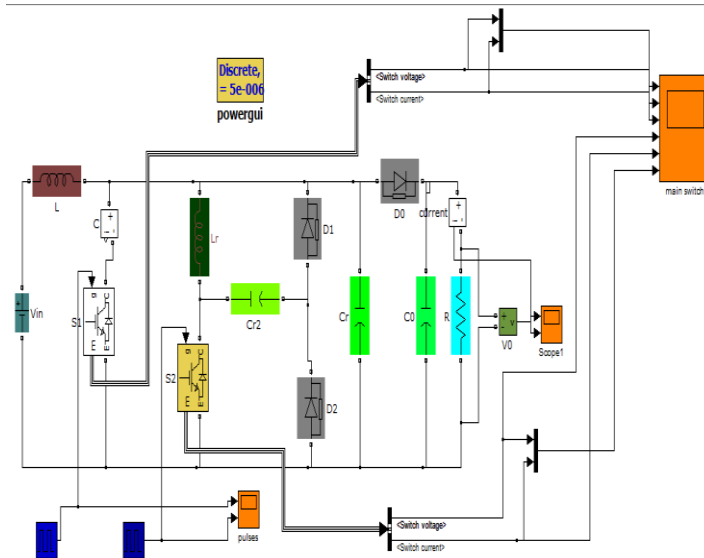 Discrete,
= 5e-006
powergui
<Switch voltage>
<Switch current>
main switch
L
C
D0
current
+
-
v
Lr
D1
Cr2
Cr
C0
R
Vin
S1
g
C
E
E
S2
g
C
E
E
D2
+
-
v
V0
Scope1
pulses
<Switch voltage>
<Switch current>